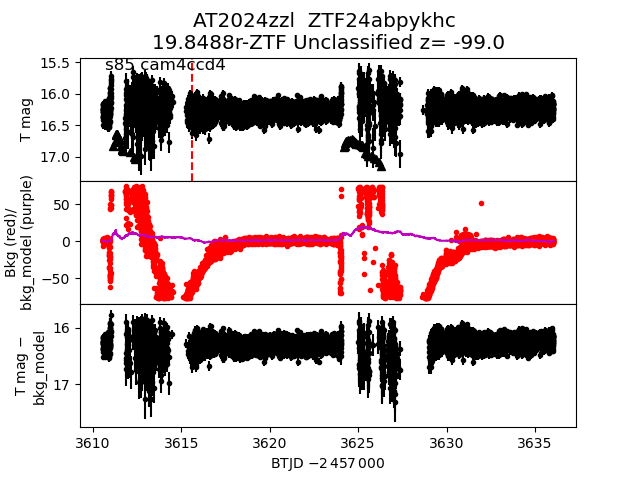 AT2024zzl  ZTF24abpykhc
19.8488r-ZTF Unclassified z= -99.0
s85 cam4ccd4
15.5
16.0
16.5
17.0
T mag
50
0
−50
Bkg (red)/
bkg_model (purple)
16
17
T mag −
bkg_model
3610 3615 3620 3625 3630 3635
BTJD −2 457 000